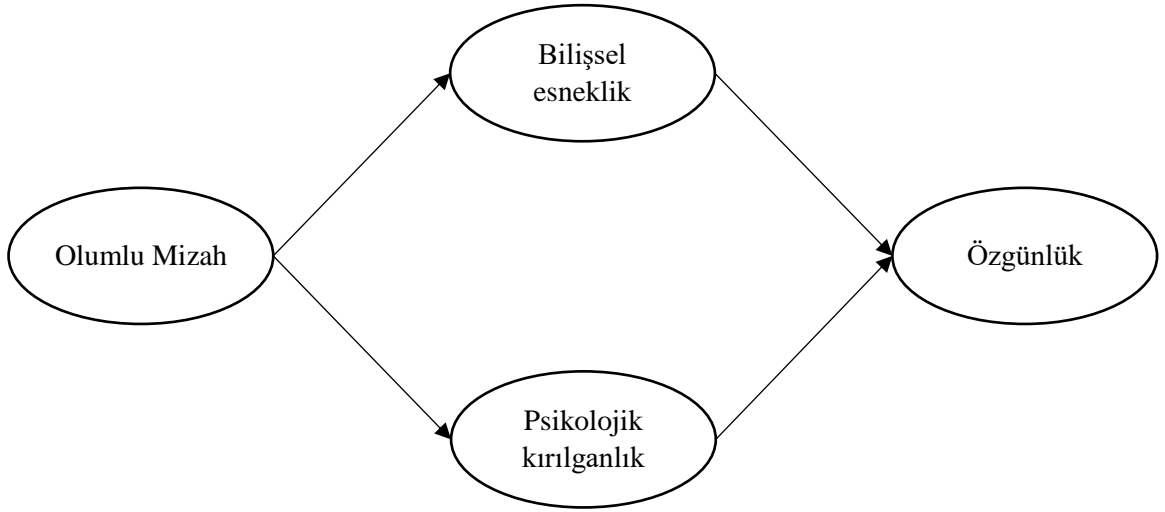 Bilişsel
esneklik
Olumlu Mizah
Özgünlük
Psikolojik
kırılganlık